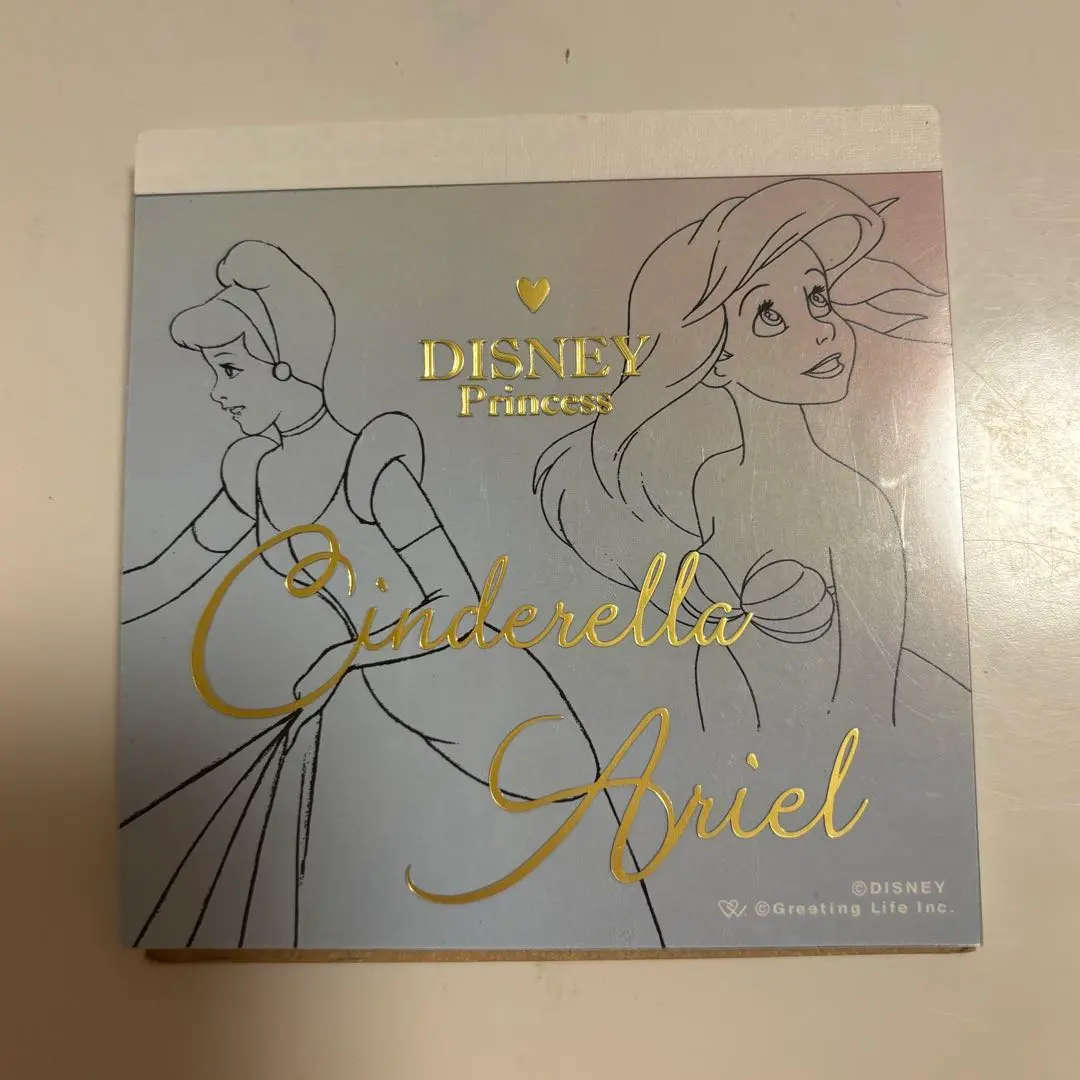 DISNEY
Princess
Cinderella
Ariel
©DISNEY
©Greeting Life Inc.